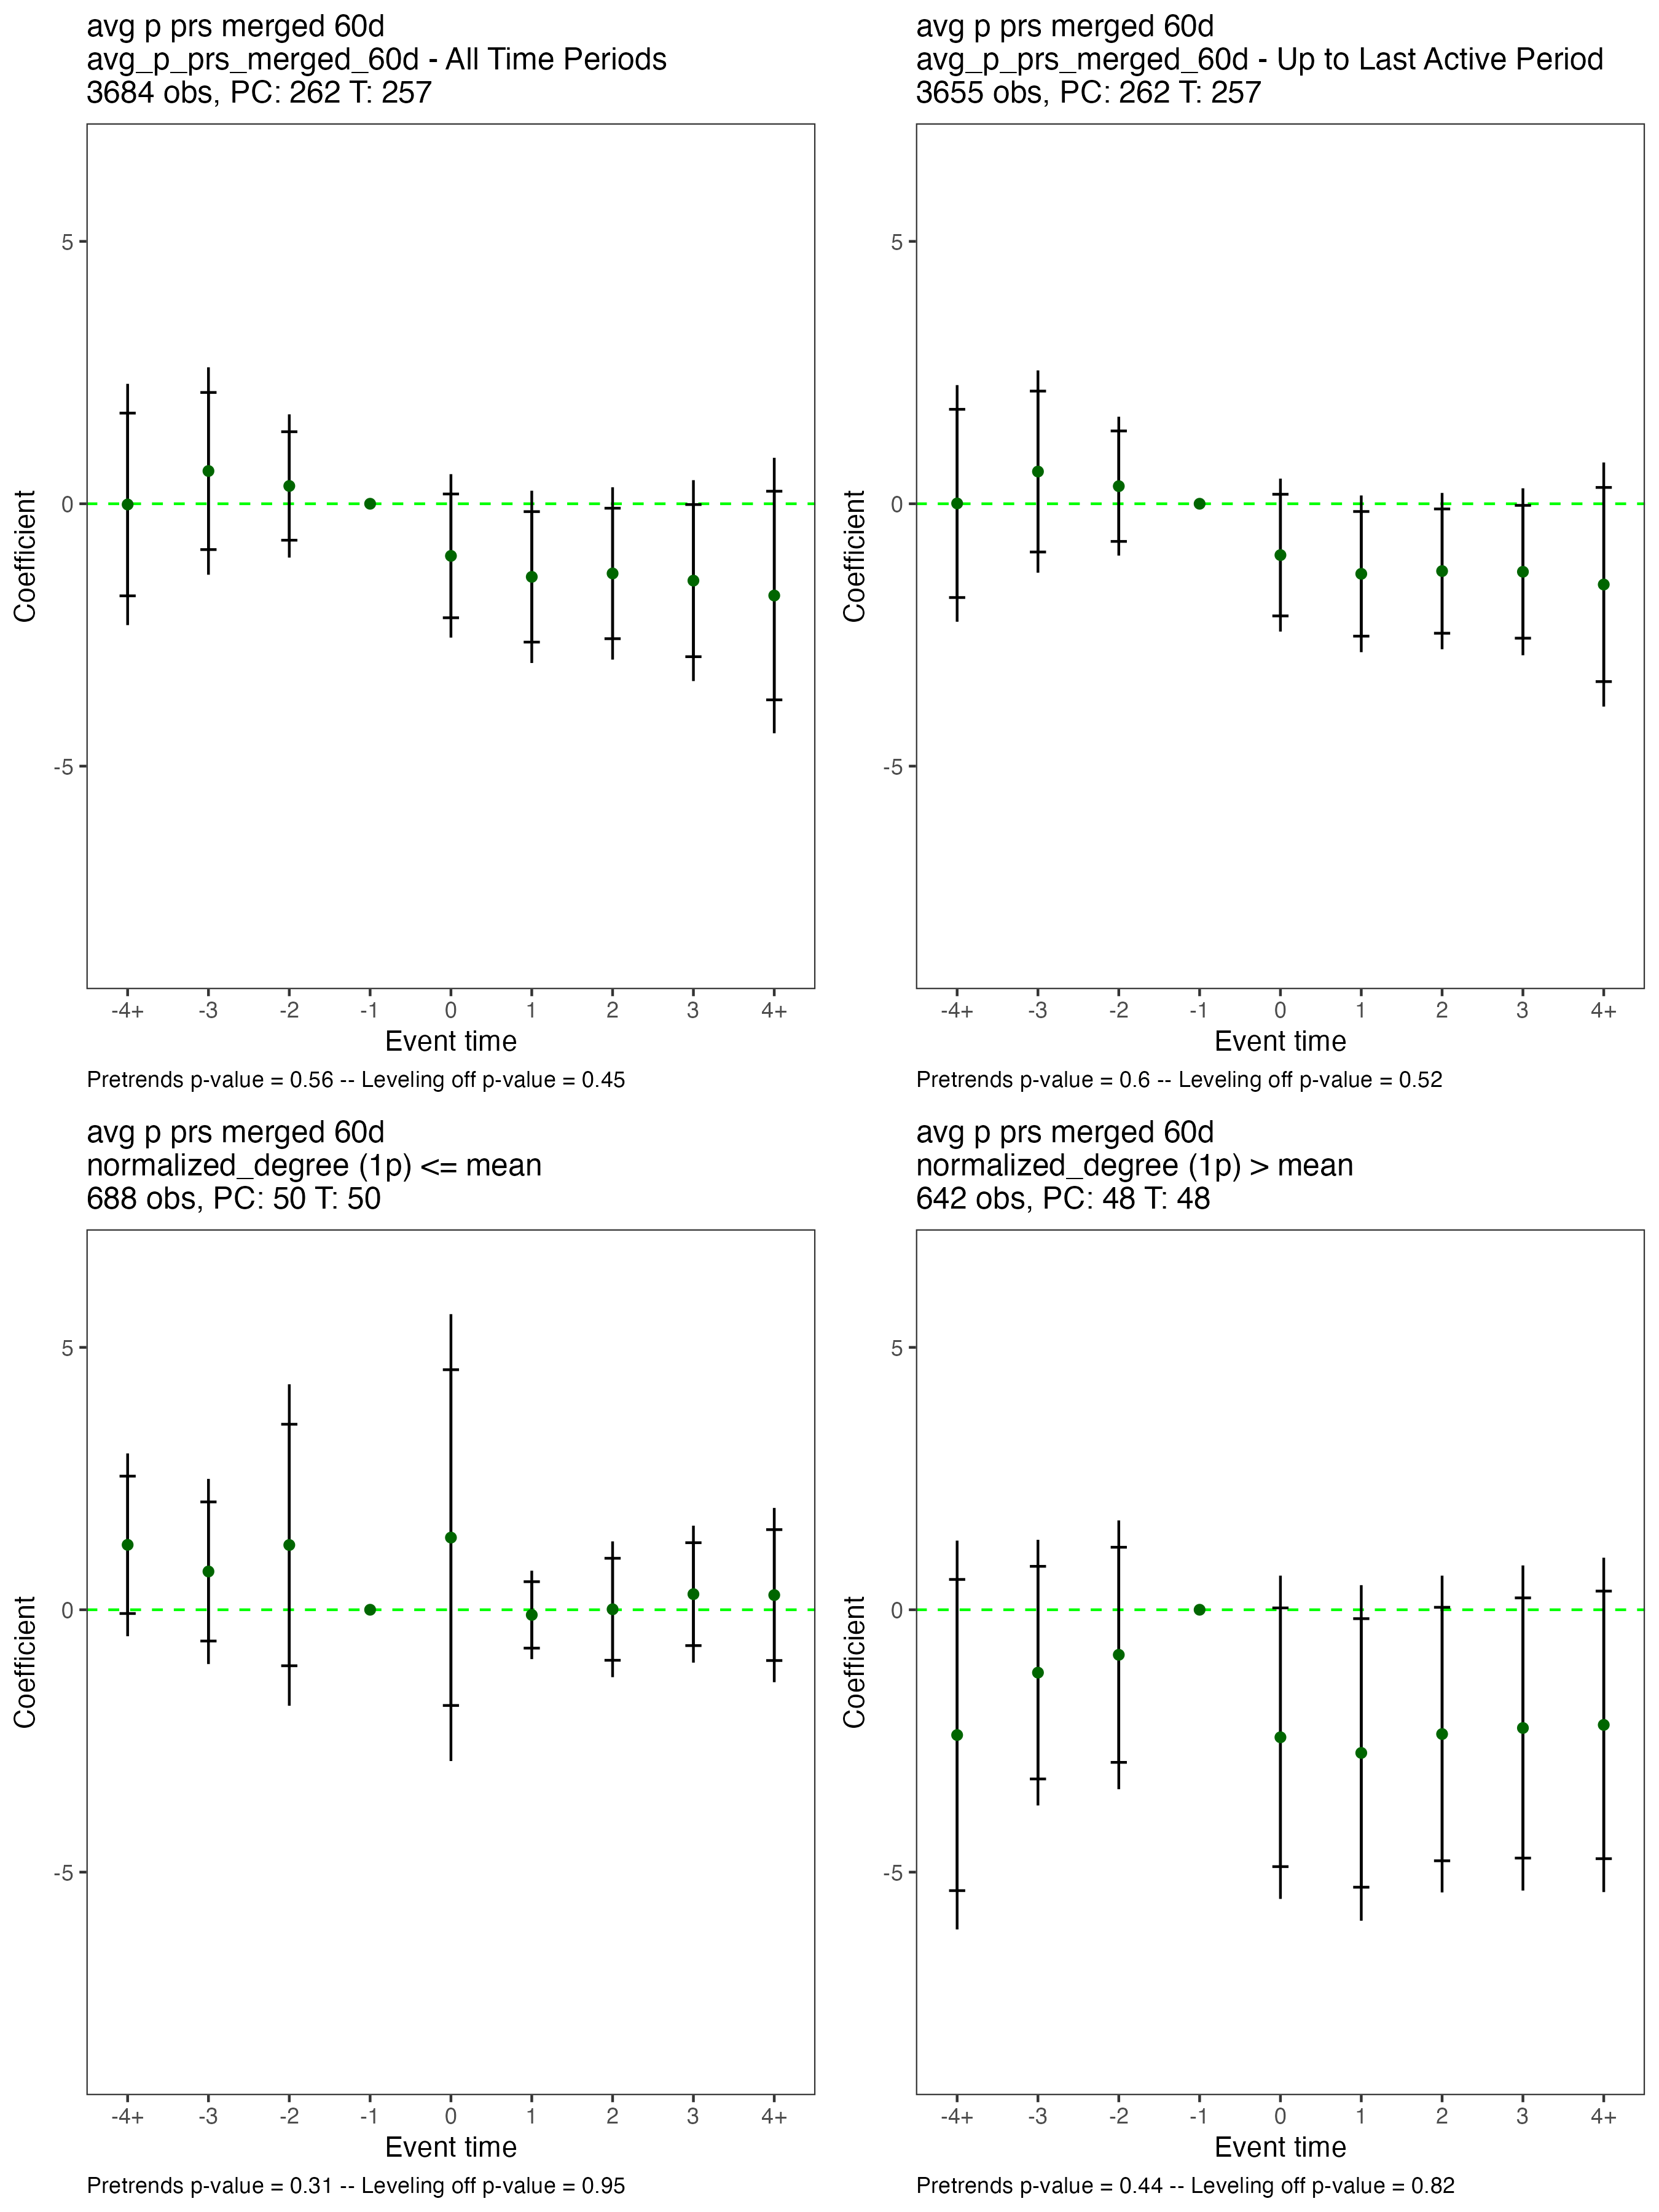 avg p prs merged 60d
avg_p_prs_merged_60d - All Time Periods
3684 obs, PC: 262 T: 257
Coefficient
5
0
-5
-4+ -3 -2 -1 0 1 2 3 4+
Event time
Pretrends p-value = 0.56 -- Leveling off p-value = 0.45
avg p prs merged 60d
avg_p_prs_merged_60d - Up to Last Active Period
3655 obs, PC: 262 T: 257
Coefficient
5
0
-5
-4+ -3 -2 -1 0 1 2 3 4+
Event time
Pretrends p-value = 0.6 -- Leveling off p-value = 0.52
avg p prs merged 60d
normalized_degree (1p) <= mean
688 obs, PC: 50 T: 50
Coefficient
5
0
-5
-4+ -3 -2 -1 0 1 2 3 4+
Event time
Pretrends p-value = 0.31 -- Leveling off p-value = 0.95
avg p prs merged 60d
normalized_degree (1p) > mean
642 obs, PC: 48 T: 48
Coefficient
5
0
-5
-4+ -3 -2 -1 0 1 2 3 4+
Event time
Pretrends p-value = 0.44 -- Leveling off p-value = 0.82